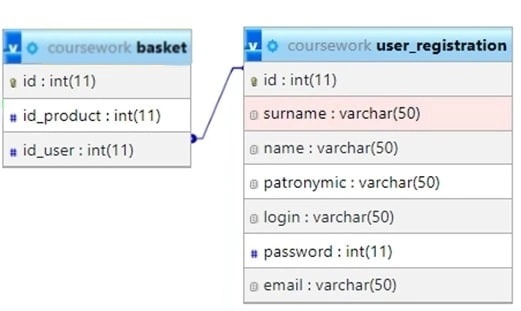 coursework basket
id : int(11)
id_product : int(11)
id_user : int(11)
coursework user_registration
id : int(11)
surname : varchar(50)
name : varchar(50)
patronymic : varchar(50)
login : varchar(50)
password : int(11)
email : varchar(50)